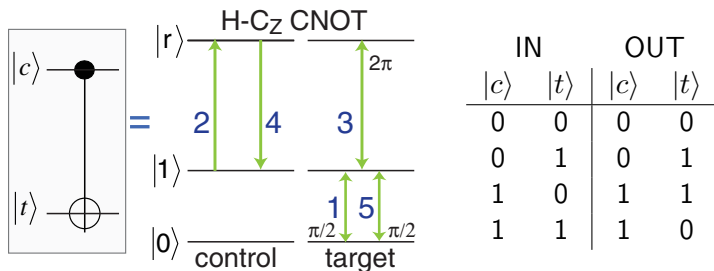 H-C_Z CNOT
|c⟩
|t⟩
=
|r⟩
|1⟩
|0⟩
2 4 3
2π
1 5
π/2 π/2
control target
IN OUT
|c⟩ |t⟩ |c⟩ |t⟩
0 0 0 0
0 1 0 1
1 0 1 1
1 1 1 0